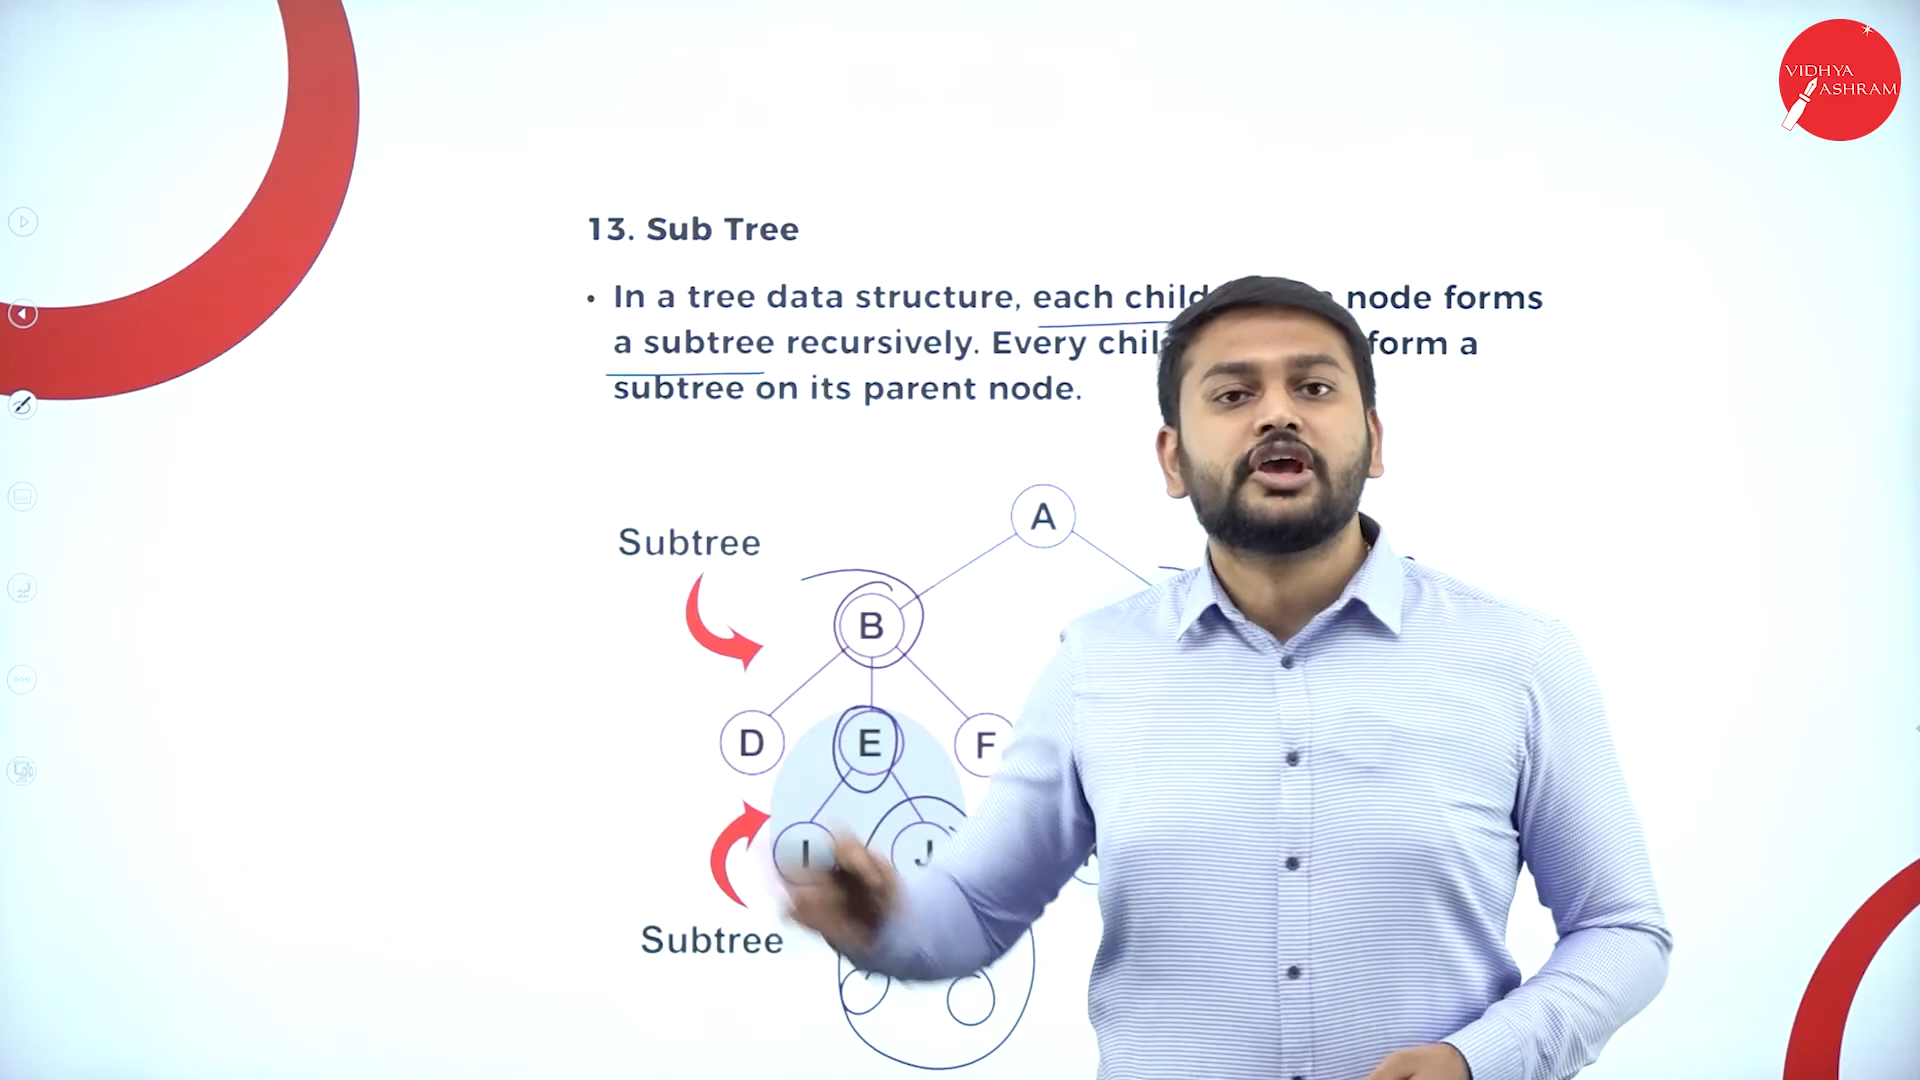 VIDHYA
ASHRAM
13. Sub Tree
• In a tree data structure, each child node forms
a subtree recursively. Every form a
subtree on its parent node.
A
Subtree
B
D E F
I J
Subtree